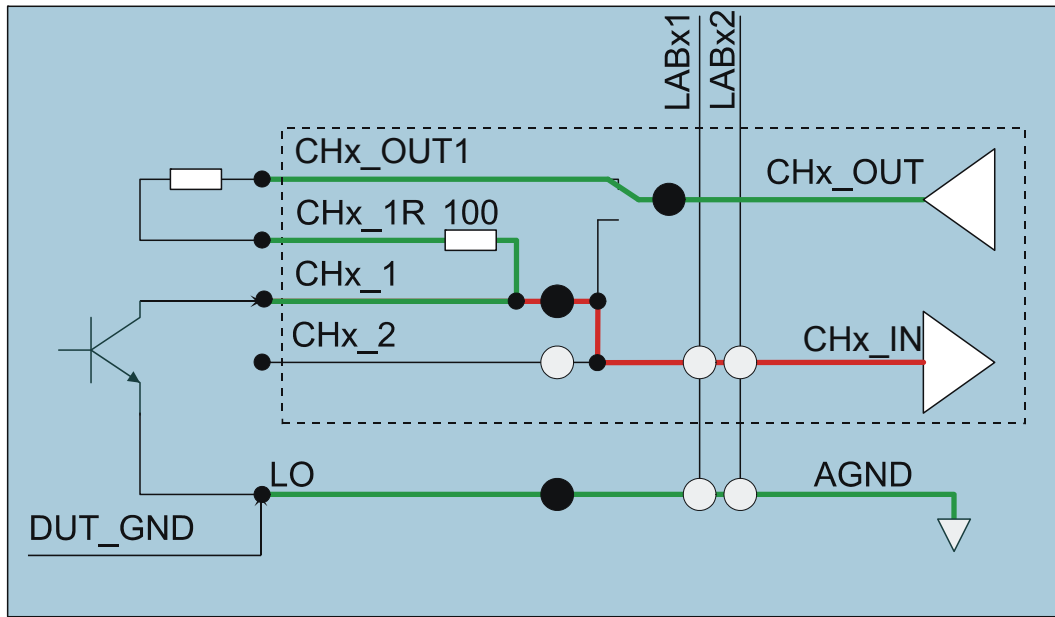 LABx1
LABx2
CHx_OUT1
CHx_OUT
CHx_1R 100
CHx_1
CHx_2
CHx_IN
LO
AGND
DUT_GND